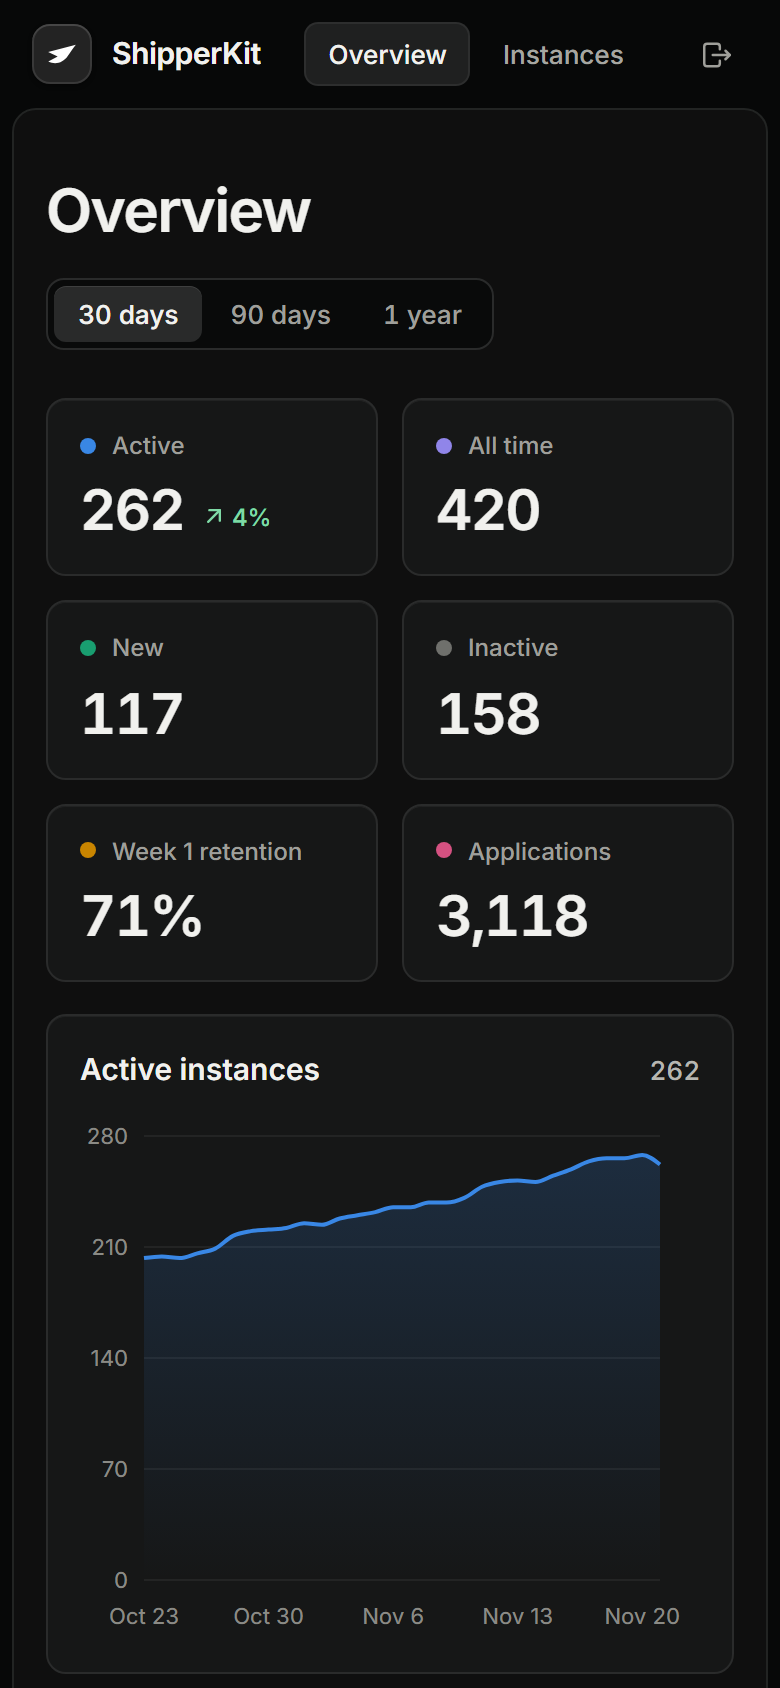 ShipperKit Overview Instances
Overview
30 days 90 days 1 year
Active All time
262 4% 420
New Inactive
117 158
Week 1 retention Applications
71% 3,118
Active instances 262
280
210
140
70
0
Oct 23 Oct 30 Nov 6 Nov 13 Nov 20